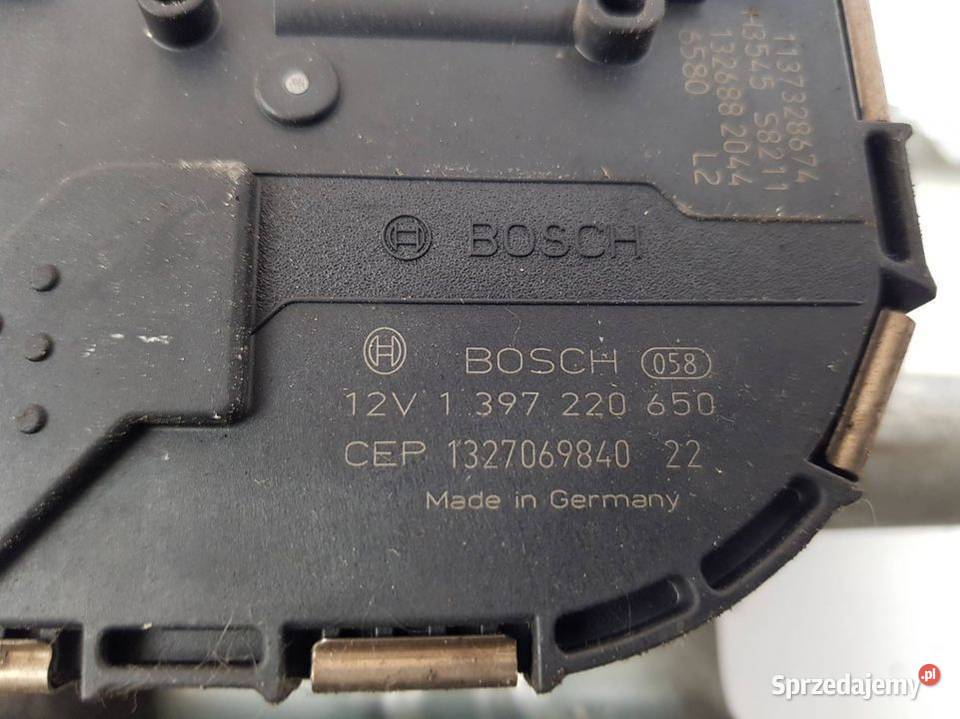 1137328674
H3545 S8211
132688 2044
5580 L2
BOSCH
BOSCH 058
12V 1 397 220 650
CEP 1327069840 22
Made in Germany
Sprzedajemy.pl